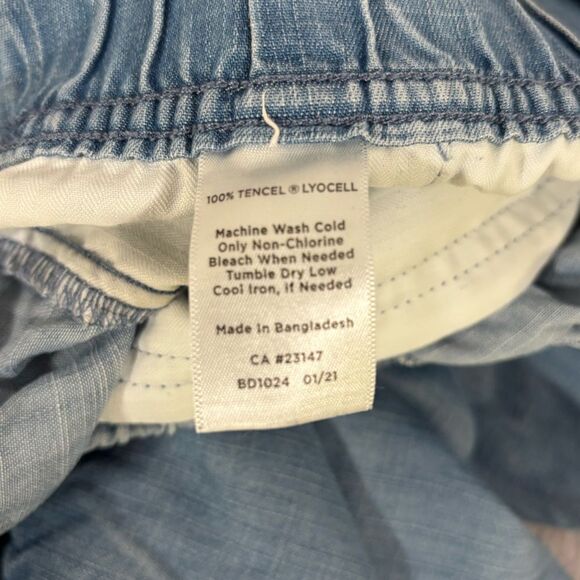 100% TENCEL ® LYOCELL
Machine Wash Cold
Only Non-Chlorine
Bleach When Needed
Tumble Dry Low
Cool Iron, if Needed
Made in Bangladesh
CA #23147
BD1024 01/21